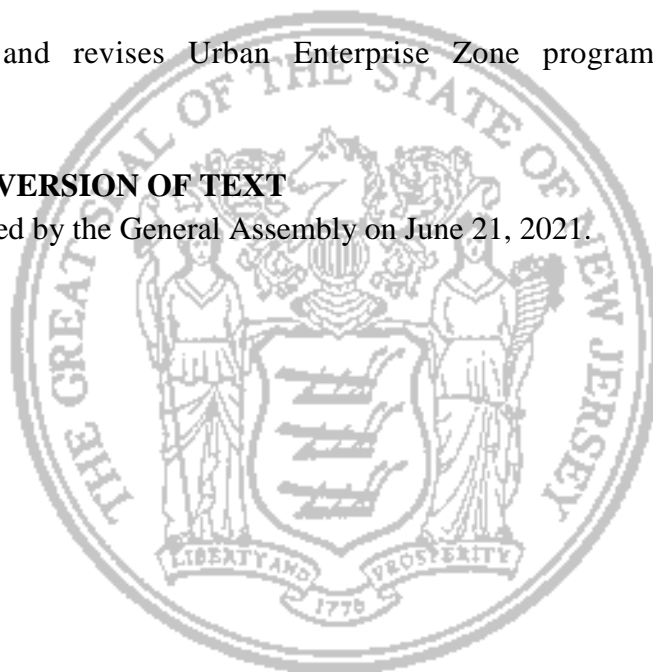 and revises Urban Enterprise Zone program
VERSION OF TEXT
ed by the General Assembly on June 21, 2021.
THE GREAT SEAL OF THE STATE OF NEW JERSEY
LIBERTY AND PROSPERITY
1776